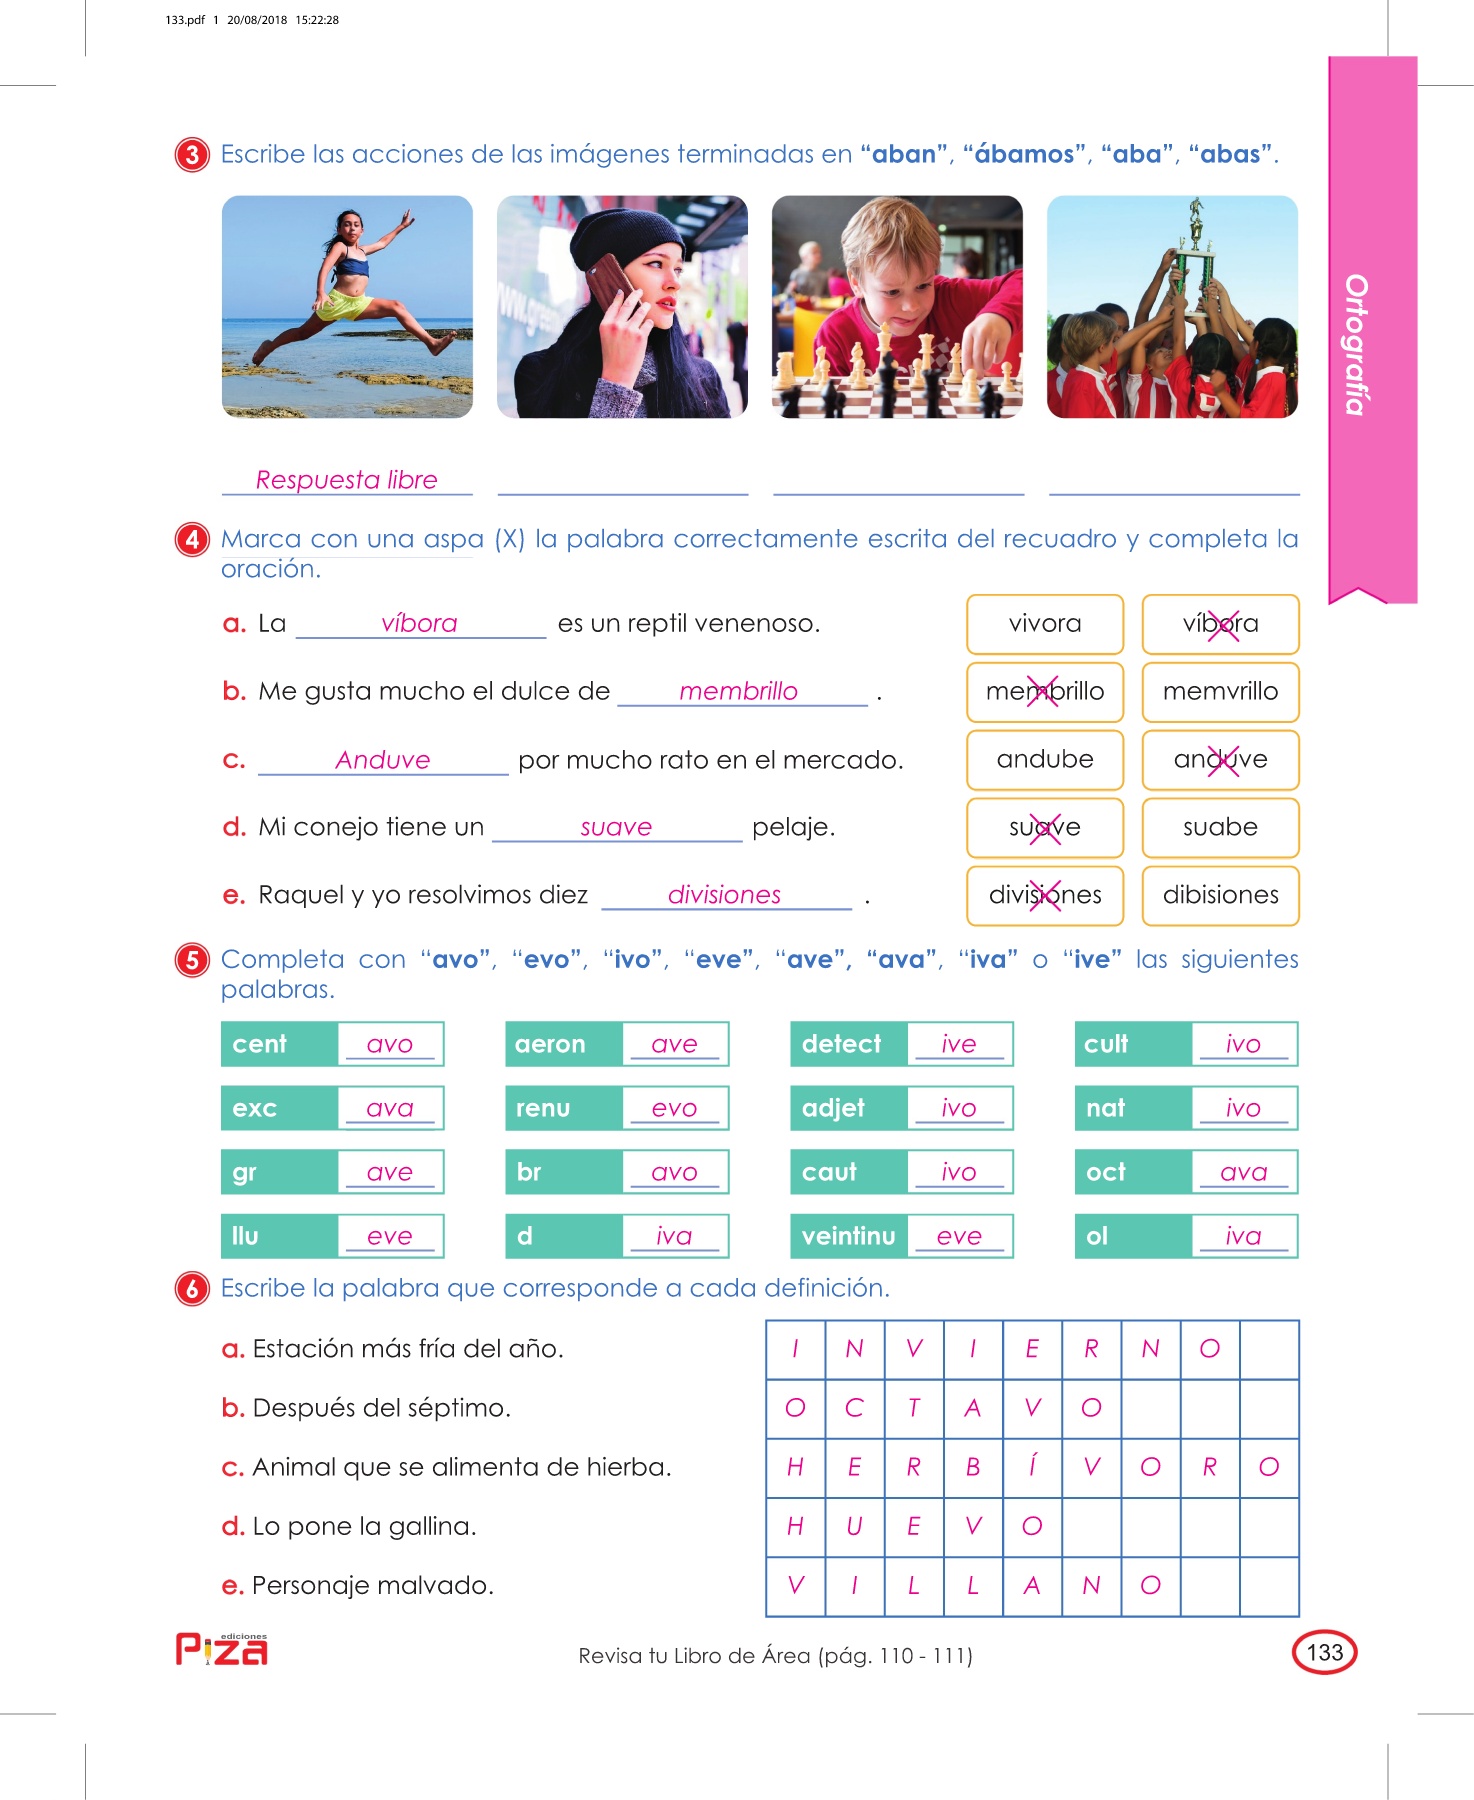 133.pdf 1 20/08/2018 15:22:28
Ortografía
3 Escribe las acciones de las imágenes terminadas en “aban”, “ábamos”, “aba”, “abas”.
www.green
Respuesta libre
4 Marca con una aspa (X) la palabra correctamente escrita del recuadro y completa la
oración.
a. La víbora es un reptil venenoso. vivora víbora
b. Me gusta mucho el dulce de membrillo . membrillo memvrillo
c. Anduve por mucho rato en el mercado. andube anduve
d. Mi conejo tiene un suave pelaje. suave suabe
e. Raquel y yo resolvimos diez divisiones . divisiones dibisiones
5 Completa con “avo”, “evo”, “ivo”, “eve”, “ave”, “ava”, “iva” o “ive” las siguientes
palabras.
cent avo aeron ave detect ive cult ivo
exc ava renu evo adjet ivo nat ivo
gr ave br avo caut ivo oct ava
llu eve d iva veintinu eve ol iva
6 Escribe la palabra que corresponde a cada definición.
a. Estación más fría del año. I N V I E R N O
b. Después del séptimo. O C T A V O
c. Animal que se alimenta de hierba. H E R B Í V O R O
d. Lo pone la gallina. H U E V O
e. Personaje malvado. V I L L A N O
ediciones
Piza
Revisa tu Libro de Área (pág. 110 - 111)
133